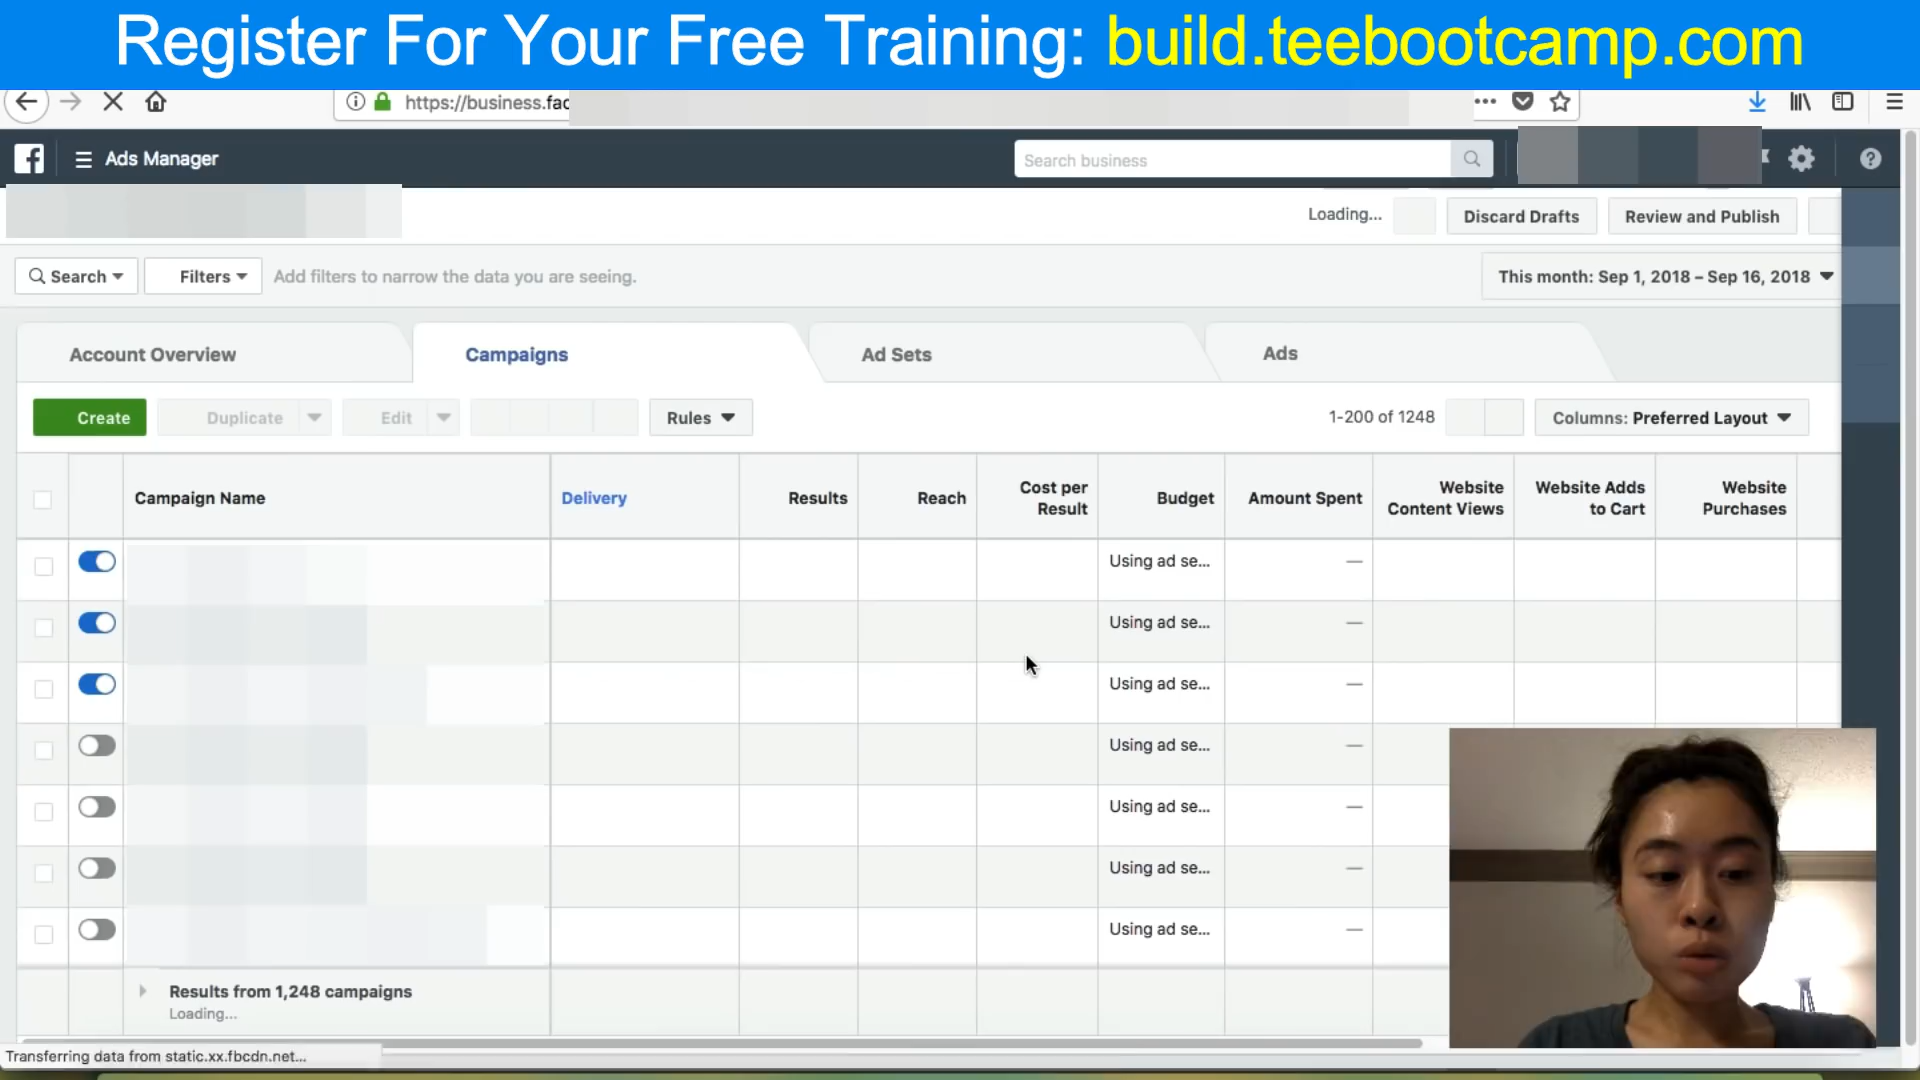 Register For Your Free Training: build.teebootcamp.com
https://business.fac
Ads Manager
Search business
Loading...
Discard Drafts
Review and Publish
Search
Filters
Add filters to narrow the data you are seeing.
This month: Sep 1, 2018 – Sep 16, 2018
Account Overview
Campaigns
Ad Sets
Ads
Create
Duplicate
Edit
Rules
1-200 of 1248
Columns: Preferred Layout
Campaign Name
Delivery
Results
Reach
Cost per
Result
Budget
Amount Spent
Website
Content Views
Website Adds
to Cart
Website
Purchases
Using ad se... —
Using ad se... —
Using ad se... —
Using ad se... —
Using ad se... —
Using ad se... —
Using ad se... —
Results from 1,248 campaigns
Loading...
Transferring data from static.xx.fbcdn.net...